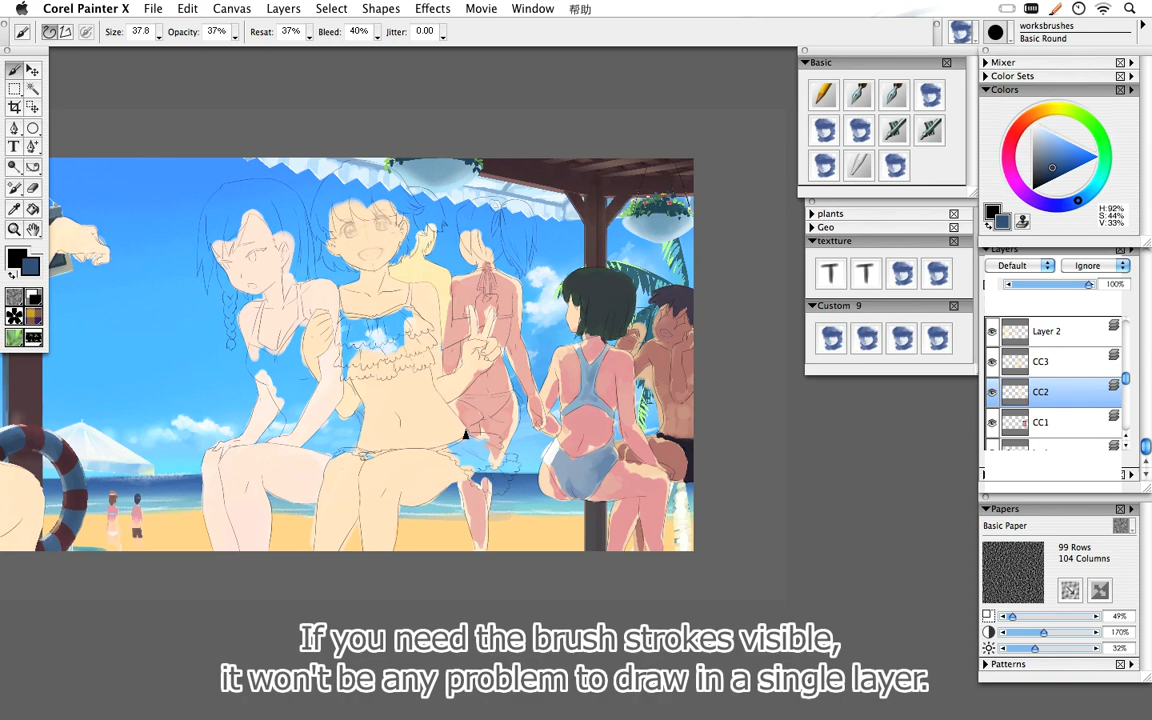 Corel Painter X File Edit Canvas Layers Select Shapes Effects Movie Window 帮助
Size: 37.8 Opacity: 37% Resat: 37% Bleed: 40% Jitter: 0.00
worksbrushes
Basic Round
Basic
Mixer
Color Sets
Colors
H:92%
S:44%
V:33%
plants
Geo
textture
T T
Custom 9
Layers
Default Ignore
100%
Layer 2
CC3
CC2
CC1
Papers
Basic Paper
99 Rows
104 Columns
49%
170%
32%
Patterns
If you need the brush strokes visible,
it won't be any problem to draw in a single layer.